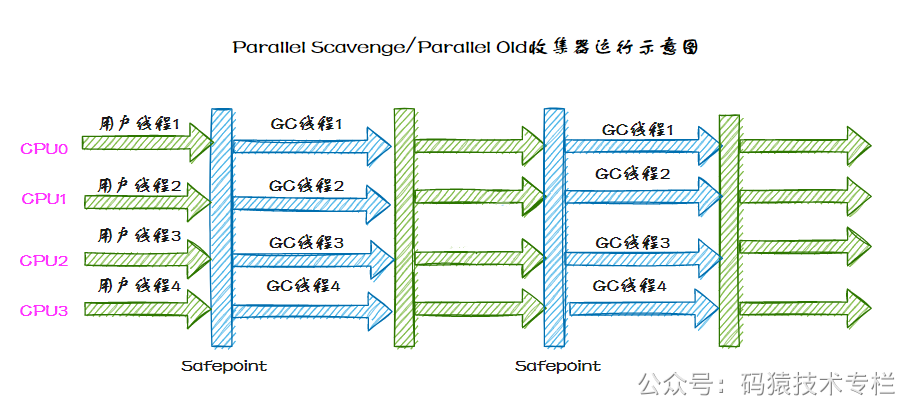 Parallel Scavenge/Parallel Old收集器运行示意图
用户线程1
GC线程1
GC线程1
CPU0
用户线程2
GC线程2
GC线程2
CPU1
用户线程3
GC线程3
GC线程3
CPU2
用户线程4
GC线程4
GC线程4
CPU3
Safepoint
Safepoint
公众号：码猿技术专栏